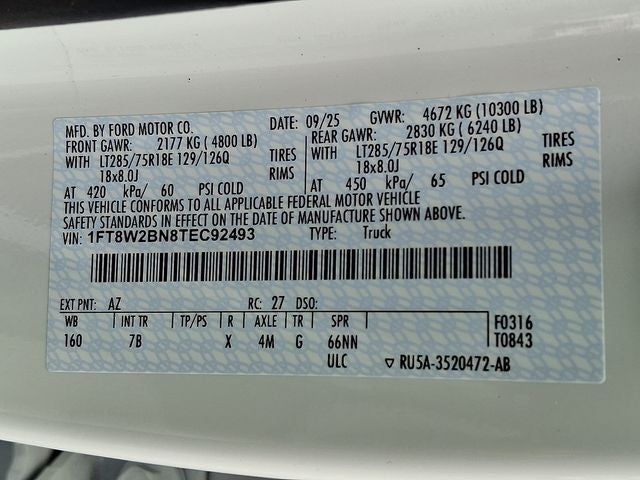 MFD. BY FORD MOTOR CO. DATE: 09/25 GVWR: 4672 KG (10300 LB)
FRONT GAWR: 2177 KG ( 4800 LB) REAR GAWR: 2830 KG ( 6240 LB)
WITH LT285/75R18E 129/126Q TIRES WITH LT285/75R18E 129/126Q TIRES
18x8.0J RIMS 18x8.0J RIMS
AT 420 kPa/ 60 PSI COLD AT 450 kPa/ 65 PSI COLD
THIS VEHICLE CONFORMS TO ALL APPLICABLE FEDERAL MOTOR VEHICLE
SAFETY STANDARDS IN EFFECT ON THE DATE OF MANUFACTURE SHOWN ABOVE.
VIN: 1FT8W2BN8TEC92493 TYPE: Truck
EXT PNT: AZ RC: 27 DSO:
WB INT TR TP/PS R AXLE TR SPR F0316
160 7B X 4M G 66NN T0843
ULC RU5A-3520472-AB